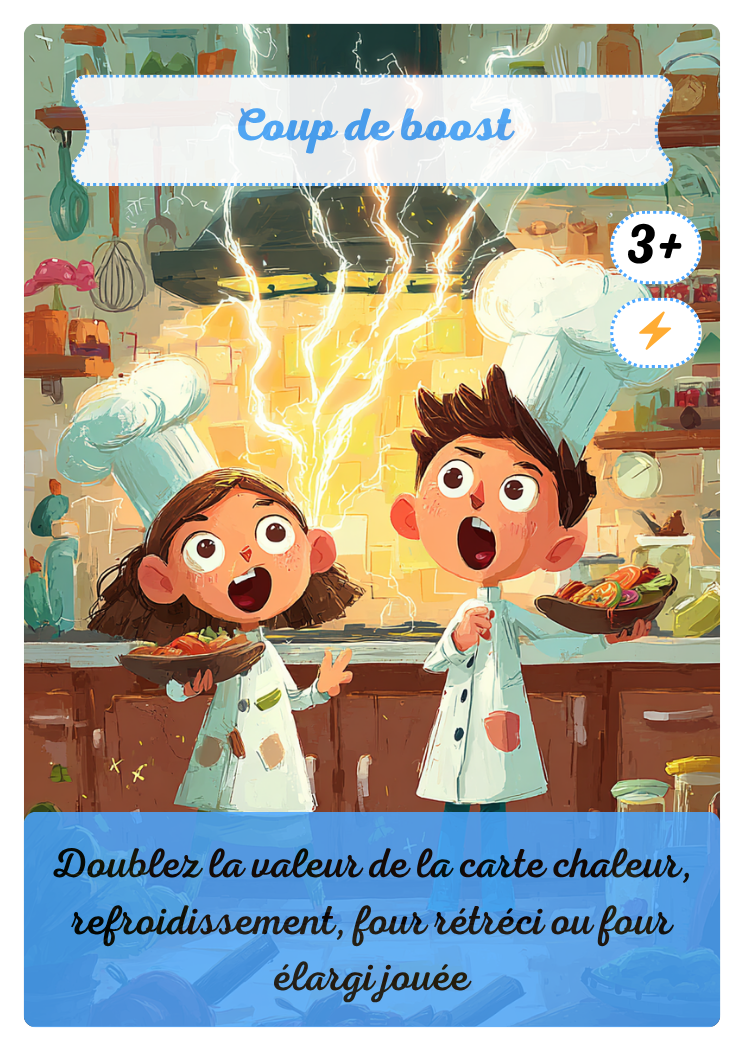 Coup de boost
3+
Doublez la valeur de la carte chaleur,
refroidissement, four rétréci ou four
élargi jouée